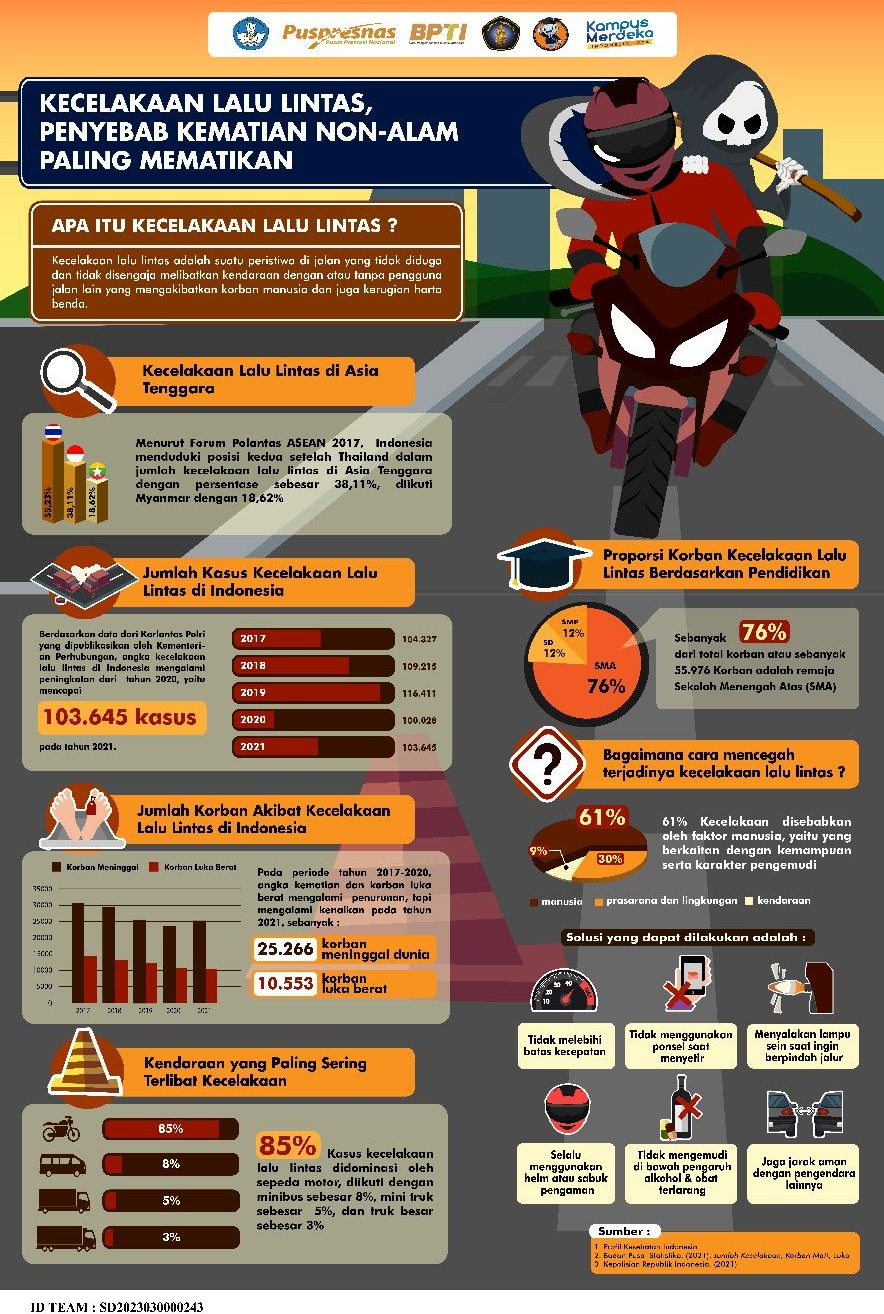 Puspresnas
Pusat Prestasi Nasional
BPTI
Kampus
Merdeka
INDONESIA JAYA
KECELAKAAN LALU LINTAS,
PENYEBAB KEMATIAN NON-ALAM
PALING MEMATIKAN
APA ITU KECELAKAAN LALU LINTAS ?
Kecelakaan lalu lintas adalah suatu peristiwa di jalan yang tidak diduga
dan tidak disengaja melibatkan kendaraan dengan atau tanpa pengguna
jalan lain yang mengakibatkan korban manusia dan juga kerugian harta
benda.
Kecelakaan Lalu Lintas di Asia
Tenggara
55,23%
38,11%
18,62%
Menurut Forum Polantas ASEAN 2017, Indonesia
menduduki posisi kedua setelah Thailand dalam
jumlah kecelakaan lalu lintas di Asia Tenggara
dengan persentase sebesar 38,11%, diikuti
Myanmar dengan 18,62%
Jumlah Kasus Kecelakaan Lalu
Lintas di Indonesia
Berdasarkan data dari Korlantas Polri
yang dipublikasikan oleh Kementeri-
an Perhubungan, angka kecelakaan
lalu lintas di Indonesia mengalami
peningkatan dari tahun 2020, yaitu
mencapai
103.645 kasus
pada tahun 2021.
2017 104.327
2018 109.215
2019 116.411
2020 100.028
2021 103.645
Jumlah Korban Akibat Kecelakaan
Lalu Lintas di Indonesia
Korban Meninggal Korban Luka Berat
35000
30000
25000
20000
15000
10000
5000
0
2017 2018 2019 2020 2021
Pada periode tahun 2017-2020,
angka kematian dan korban luka
berat mengalami penurunan, tapi
mengalami kenaikan pada tahun
2021, sebanyak :
25.266 korban
meninggal dunia
10.553 korban
luka berat
Kendaraan yang Paling Sering
Terlibat Kecelakaan
85%
8%
5%
3%
85% Kasus kecelakaan
lalu lintas didominasi oleh
sepeda motor, diikuti dengan
minibus sebesar 8%, mini truk
sebesar 5%, dan truk besar
sebesar 3%
Proporsi Korban Kecelakaan Lalu
Lintas Berdasarkan Pendidikan
SMP
12%
SD
12%
SMA
76%
Sebanyak 76%
dari total korban atau sebanyak
55.976 Korban adalah remaja
Sekolah Menengah Atas (SMA)
?
Bagaimana cara mencegah
terjadinya kecelakaan lalu lintas ?
61%
9%
30%
61% Kecelakaan disebabkan
oleh faktor manusia, yaitu yang
berkaitan dengan kemampuan
serta karakter pengemudi
manusia prasarana dan lingkungan kendaraan
Solusi yang dapat dilakukan adalah :
Tidak melebihi
batas kecepatan
Tidak menggunakan
ponsel saat
menyetir
Menyalakan lampu
sein saat ingin
berpindah jalur
Selalu
menggunakan
helm atau sabuk
pengaman
Tidak mengemudi
di bawah pengaruh
alkohol & obat
terlarang
Jaga jarak aman
dengan pengendara
lainnya
Sumber :
1. Profil Kesehatan Indonesia
2. Badan Pusat Statistika. (2021). Jumlah Kecelakaan, Korban Mati, Luka
3. Kepolisian Republik Indonesia. (2021)
ID TEAM : SD2023030000243